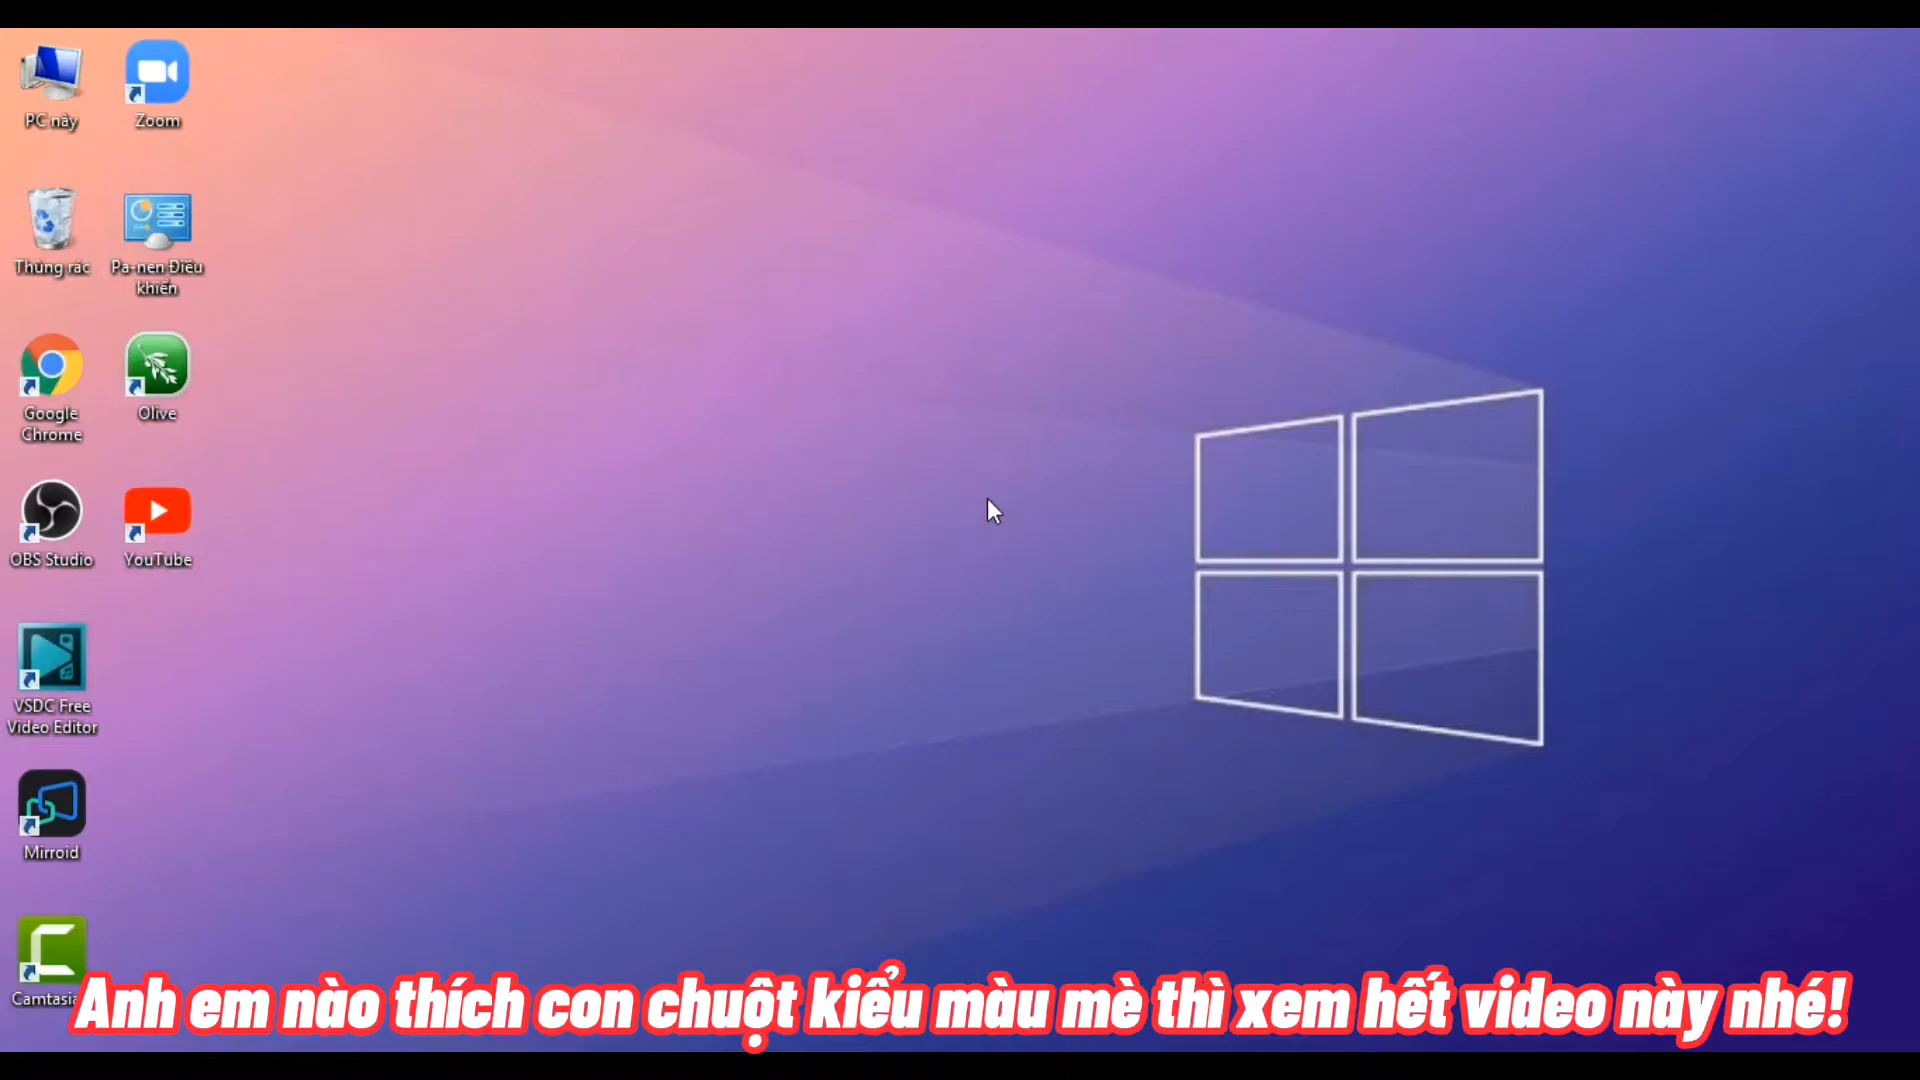 PC này
Zoom
Thùng rác
Pa-nen Điều
khiển
Google
Chrome
Olive
OBS Studio
YouTube
VSDC Free
Video Editor
Mirroid
Camtasia
Anh em nào thích con chuột kiểu màu mè thì xem hết video này nhé!